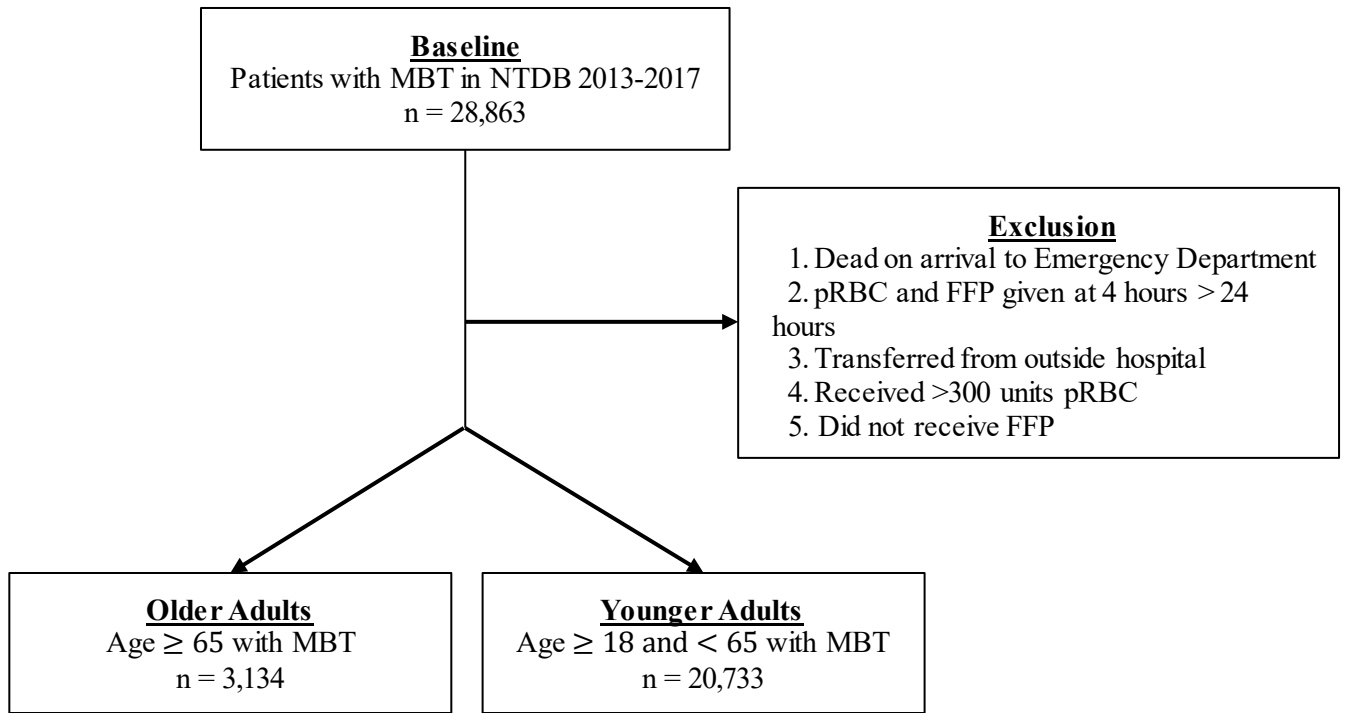 Baseline
Patients with MBT in NTDB 2013-2017
n = 28,863
Exclusion
1. Dead on arrival to Emergency Department
2. pRBC and FFP given at 4 hours > 24
hours
3. Transferred from outside hospital
4. Received >300 units pRBC
5. Did not receive FFP
Older Adults
Age ≥ 65 with MBT
n = 3,134
Younger Adults
Age ≥ 18 and < 65 with MBT
n = 20,733